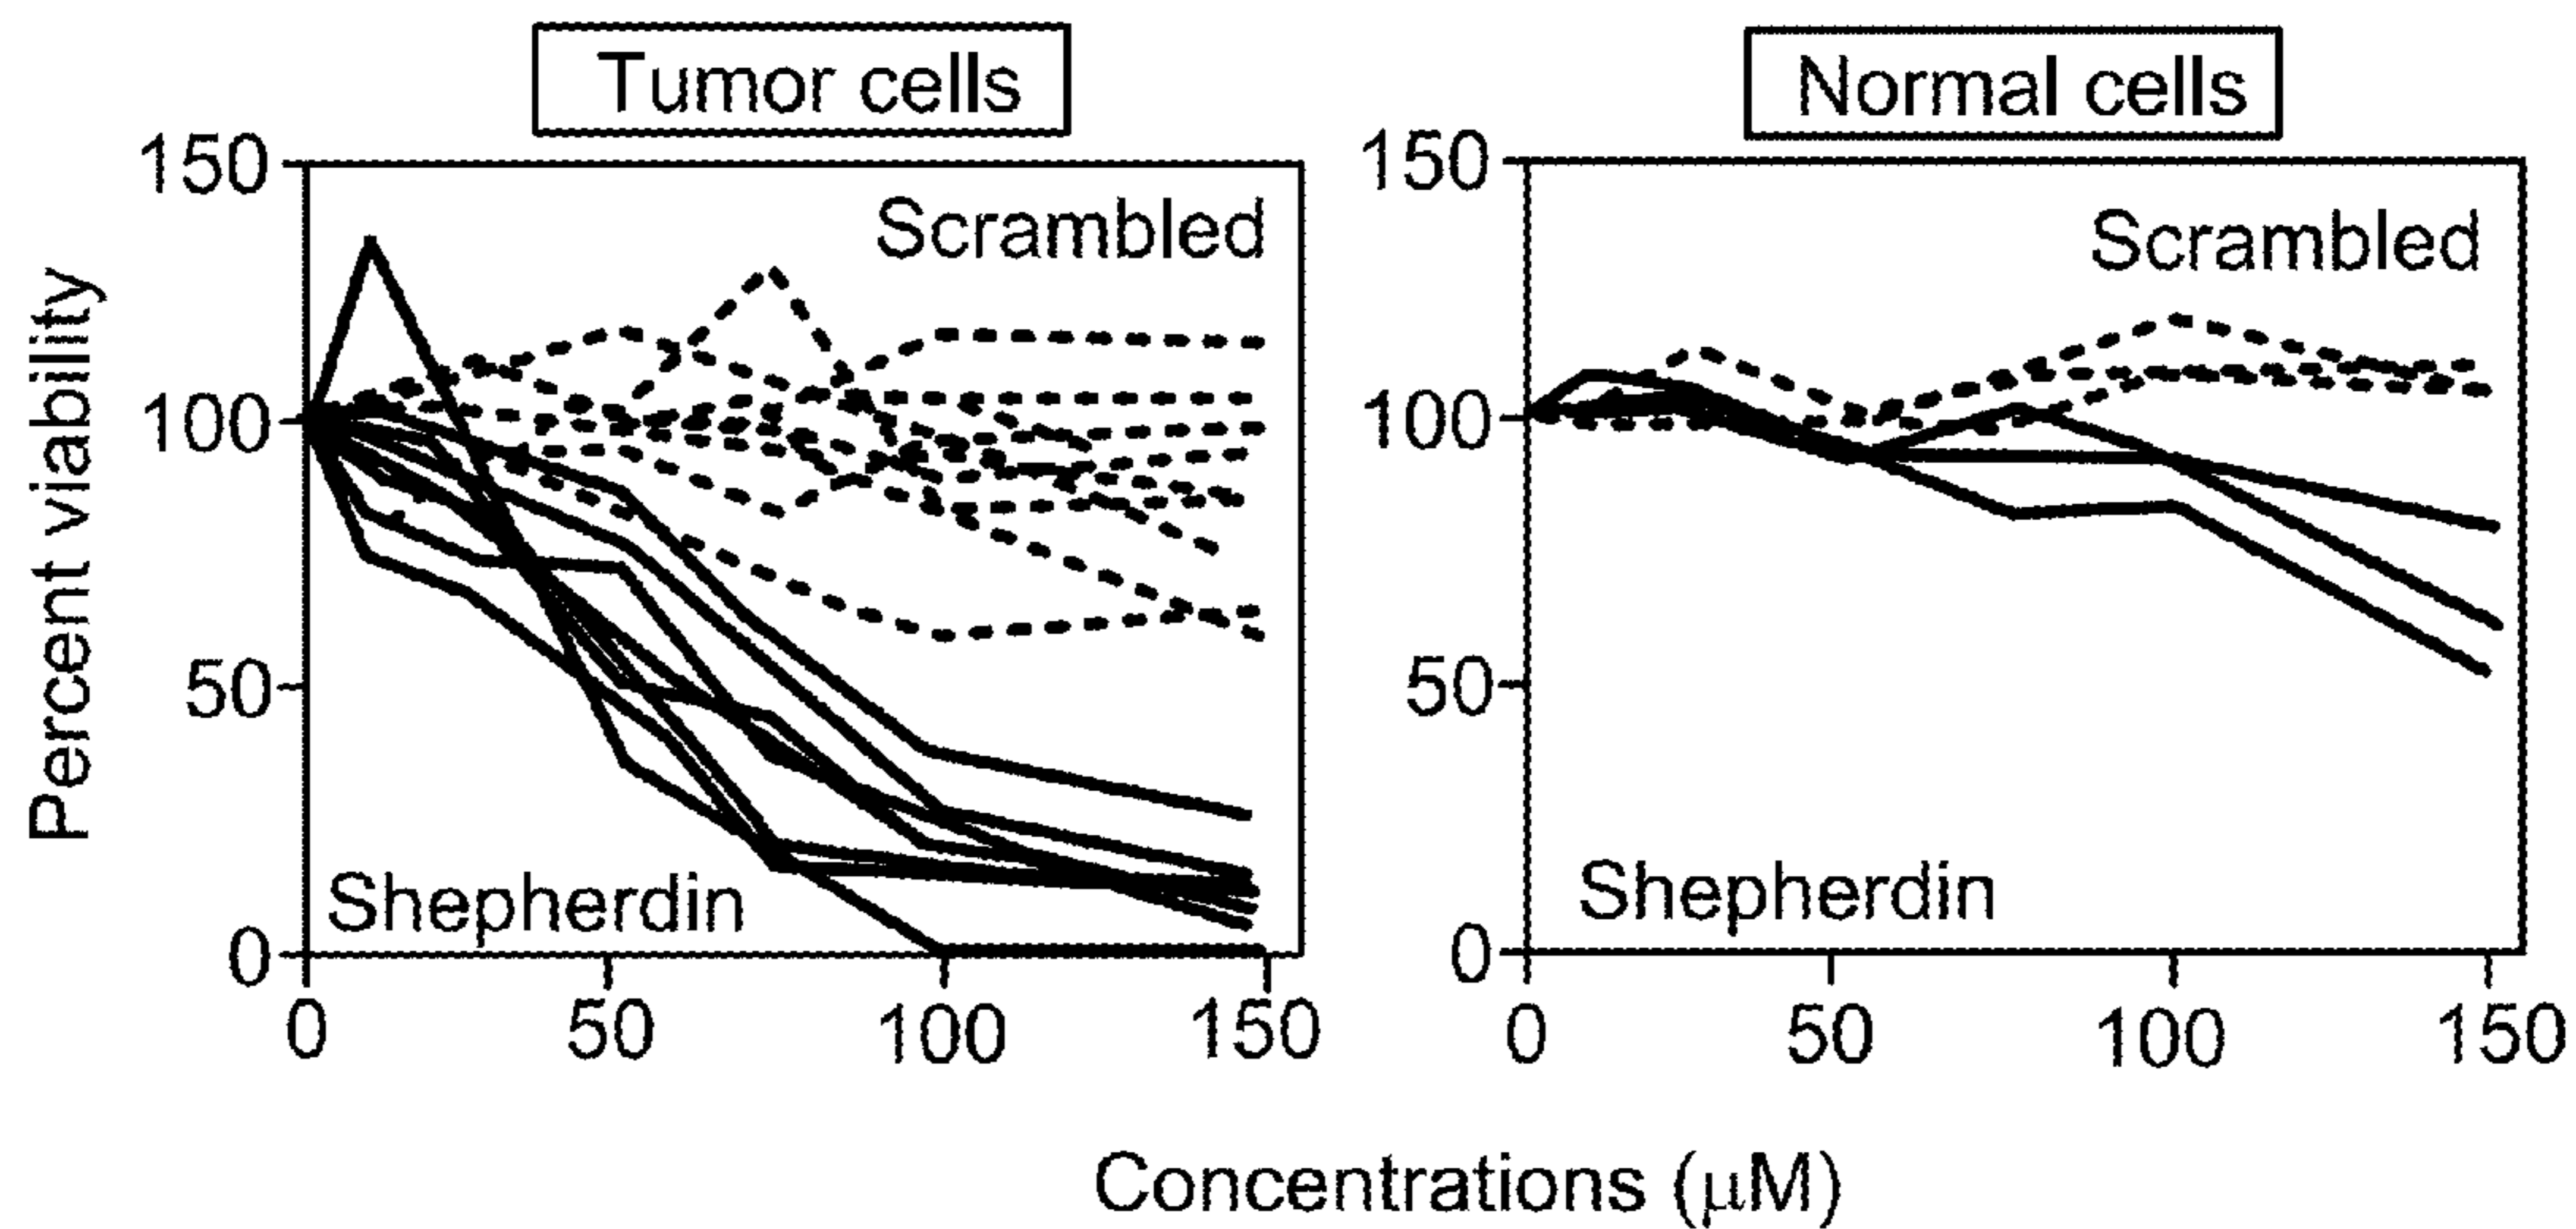 Tumor cells
Normal cells
Percent viability
150
100
50
0
Scrambled
Shepherdin
0
50
100
150
150
100
50
0
Scrambled
Shepherdin
0
50
100
150
Concentrations (μM)